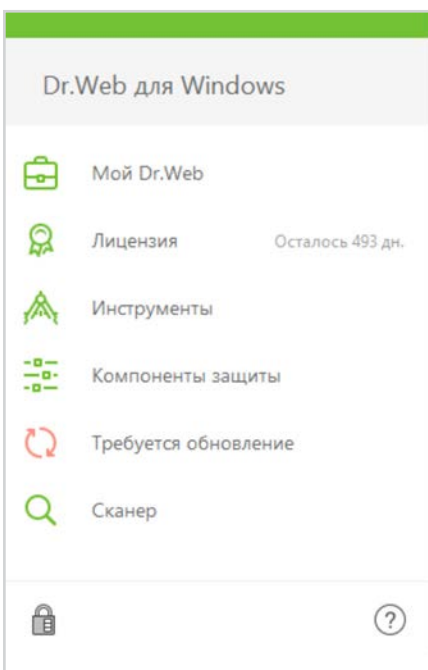 Dr.Web для Windows
Мой Dr.Web
Лицензия Осталось 493 дн.
Инструменты
Компоненты защиты
Требуется обновление
Сканер
?